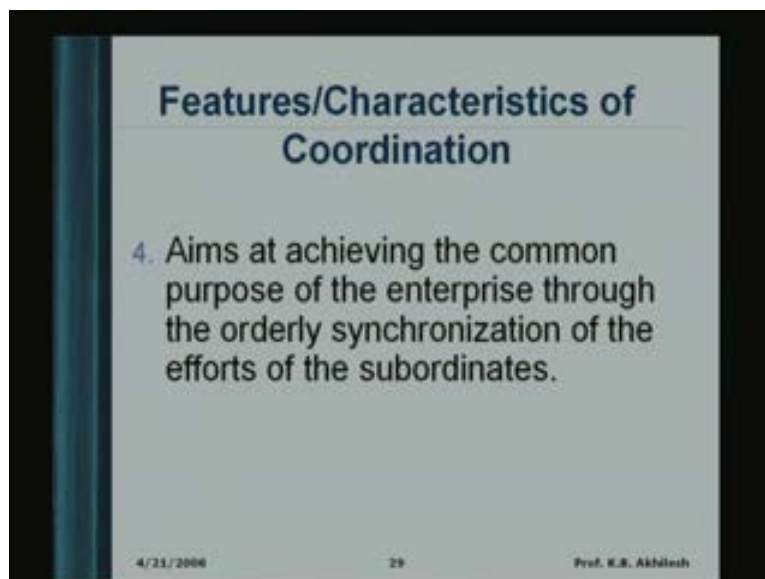 Features/Characteristics of
Coordination
4. Aims at achieving the common
purpose of the enterprise through
the orderly synchronization of the
efforts of the subordinates.
4/21/2006 29 Prof. K.B. Akhilesh